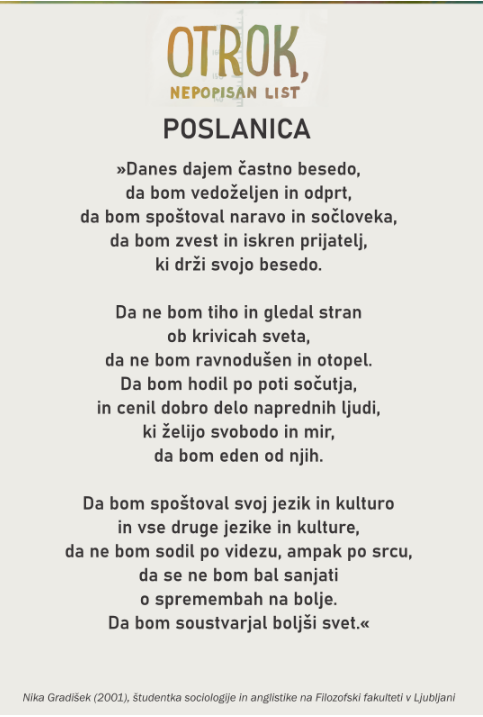 OTROK,
NEPOPISAN LIST
POSLANICA
»Danes dajem častno besedo,
da bom vedoželjen in odprt,
da bom spoštoval naravo in sočloveka,
da bom zvest in iskren prijatelj,
ki drži svojo besedo.
Da ne bom tiho in gledal stran
ob krivicah sveta,
da ne bom ravnodušen in otopel.
Da bom hodil po poti sočutja,
in cenil dobro delo naprednih ljudi,
ki želijo svobodo in mir,
da bom eden od njih.
Da bom spoštoval svoj jezik in kulturo
in vse druge jezike in kulture,
da ne bom sodil po videzu, ampak po srcu,
da se ne bom bal sanjati
o spremembah na bolje.
Da bom soustvarjal boljši svet.«
Nika Gradišek (2001), študentka sociologije in anglistike na Filozofski fakulteti v Ljubljani